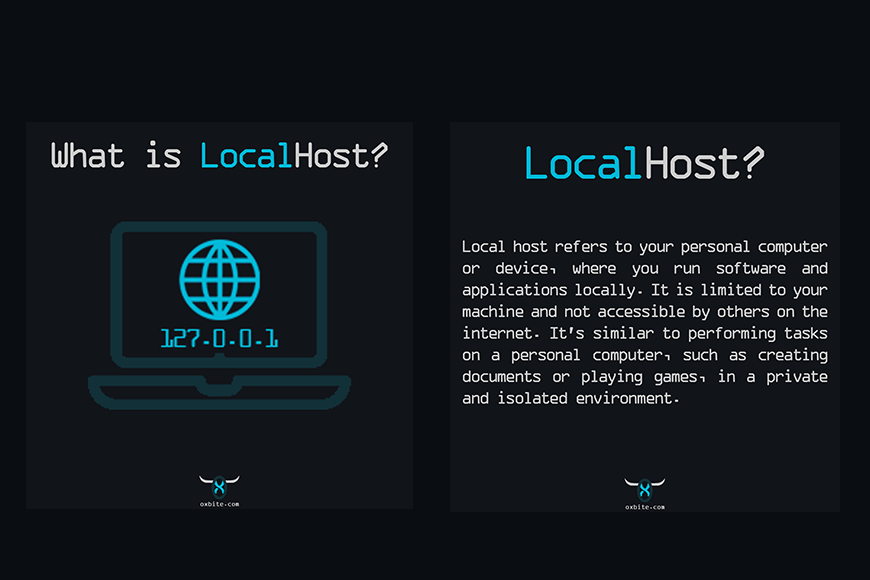 What is LocalHost?
127.0.0.1
oxbite.com
LocalHost?
Local host refers to your personal computer
or device, where you run software and
applications locally. It is limited to your
machine and not accessible by others on the
internet. It's similar to performing tasks
on a personal computer, such as creating
documents or playing games, in a private
and isolated environment.
oxbite.com